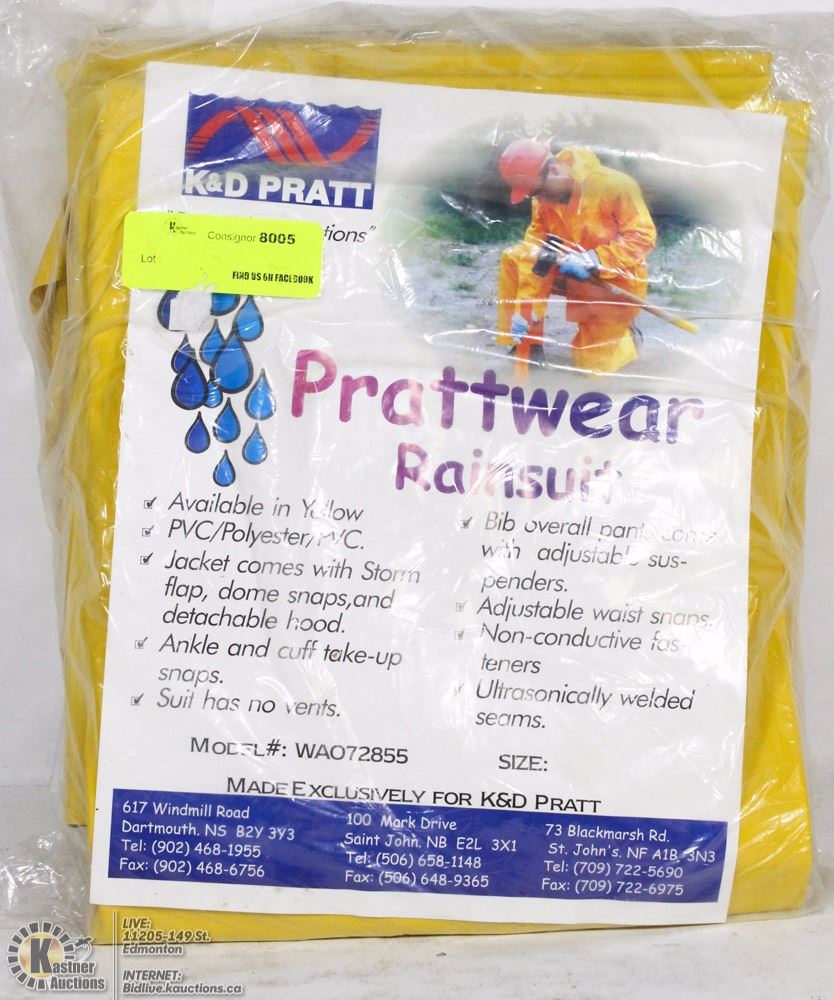 K&D PRATT
Kastner
Auctions
Consignor 8005
Lot :
FIND US ON FACEBOOK
Prattwear
Rainsuit
☑ Available in Yellow
☑ PVC/Polyester/PVC.
☑ Jacket comes with Storm
flap, dome snaps,and
detachable hood.
☑ Ankle and cuff take-up
snaps.
☑ Suit has no vents.
☑ Bib overall pants come
with adjustable sus-
penders.
☑ Adjustable waist snaps.
☑ Non-conductive fas-
teners
☑ Ultrasonically welded
seams.
MODEL#: WAO72855
SIZE:
MADE EXCLUSIVELY FOR K&D PRATT
617 Windmill Road
Dartmouth. NS B2Y 3Y3
Tel: (902) 468-1955
Fax: (902) 468-6756
100 Mark Drive
Saint John. NB E2L 3X1
Tel: (506) 658-1148
Fax: (506) 648-9365
73 Blackmarsh Rd.
St. John's. NF A1B 3N3
Tel: (709) 722-5690
Fax: (709) 722-6975
K
Kastner
Auctions
LIVE:
11205-149 St.
Edmonton
INTERNET:
Bidlive.kauctions.ca